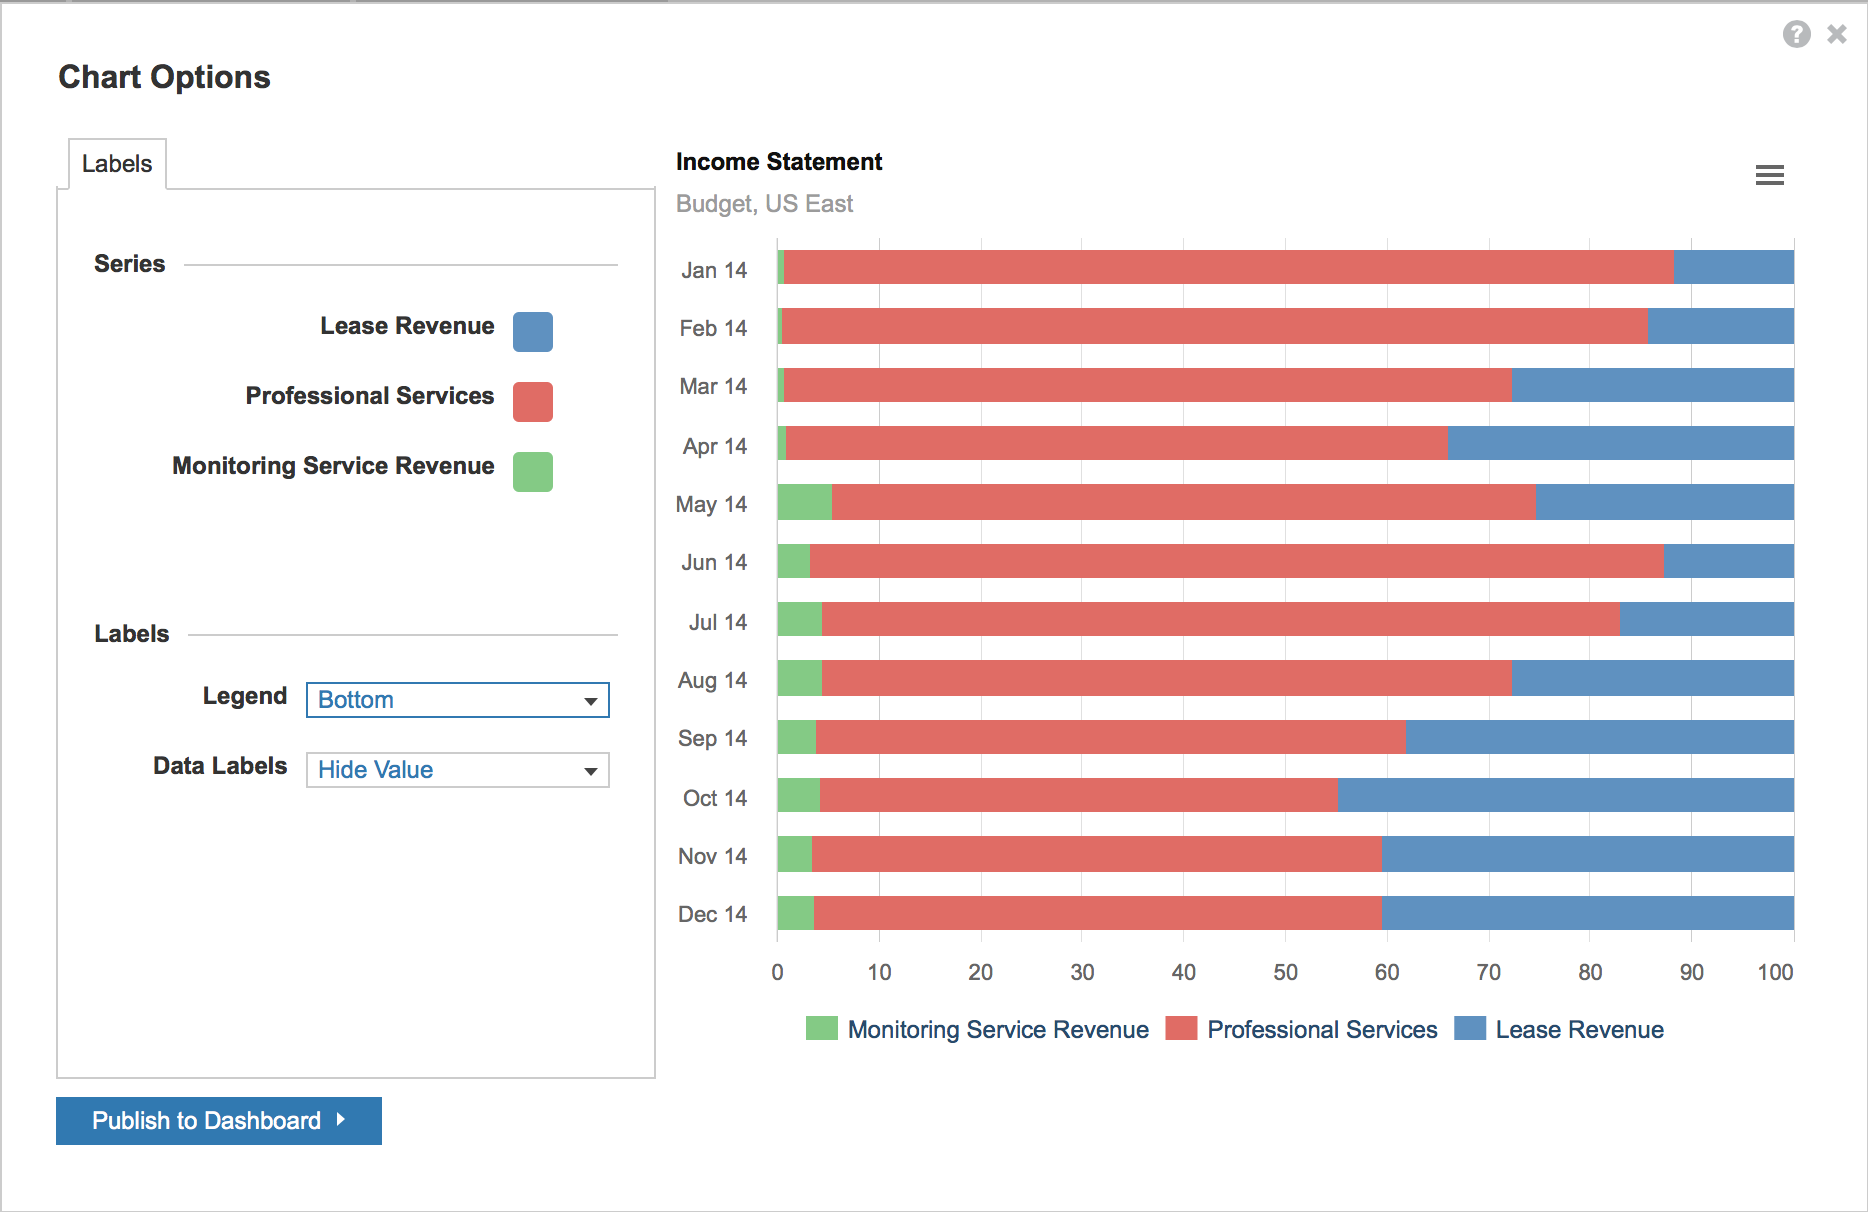 ?
Chart Options
Labels
Series
Lease Revenue
Professional Services
Monitoring Service Revenue
Labels
Legend Bottom
Data Labels Hide Value
Publish to Dashboard
Income Statement
Budget, US East
Jan 14
Feb 14
Mar 14
Apr 14
May 14
Jun 14
Jul 14
Aug 14
Sep 14
Oct 14
Nov 14
Dec 14
0 10 20 30 40 50 60 70 80 90 100
Monitoring Service Revenue Professional Services Lease Revenue